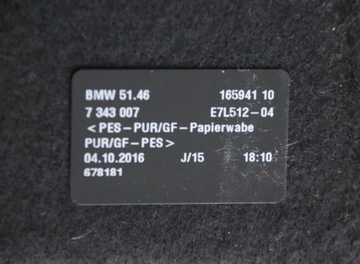 BMW 51.46 165941 10
7 343 007 E7L512-04
<PES-PUR/GF-Papierwabe
PUR/GF-PES>
04.10.2016 J/15 18:10
678181